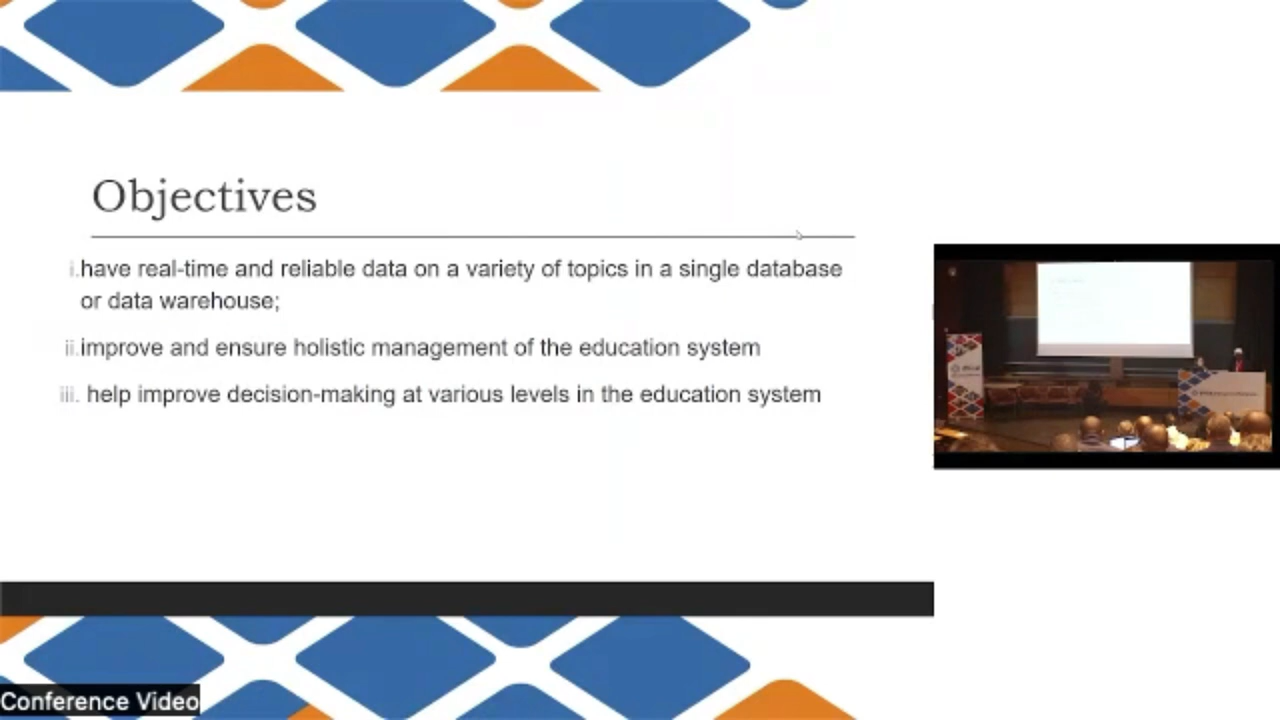 Objectives
i.have real-time and reliable data on a variety of topics in a single database
or data warehouse;
ii.improve and ensure holistic management of the education system
iii. help improve decision-making at various levels in the education system
Conference Video